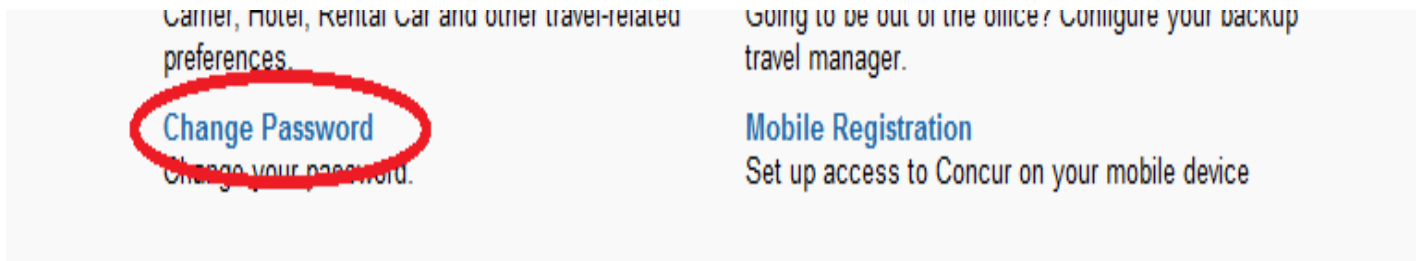 Carrier, Hotel, Rental Car and other travel-related
preferences.
Change Password
Change your password.
Going to be out of the office? Configure your backup
travel manager.
Mobile Registration
Set up access to Concur on your mobile device